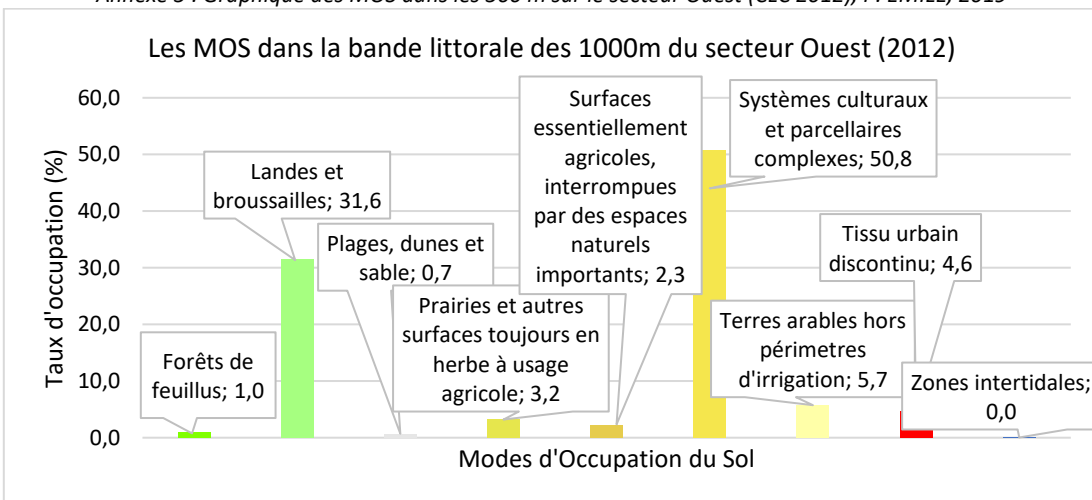 Les MOS dans la bande littorale des 1000m du secteur Ouest (2012)
Taux d'occupation (%)
60,0
50,0
40,0
30,0
20,0
10,0
0,0
Forêts de
feuillus; 1,0
Landes et
broussailles; 31,6
Plages, dunes et
sable; 0,7
Prairies et autres
surfaces toujours en
herbe à usage
agricole; 3,2
Surfaces
essentiellement
agricoles,
interrompues
par des espaces
naturels
importants; 2,3
Systèmes culturaux
et parcellaires
complexes; 50,8
Terres arables hors
périmetres
d'irrigation; 5,7
Tissu urbain
discontinu; 4,6
Zones intertidales;
0,0
Modes d'Occupation du Sol